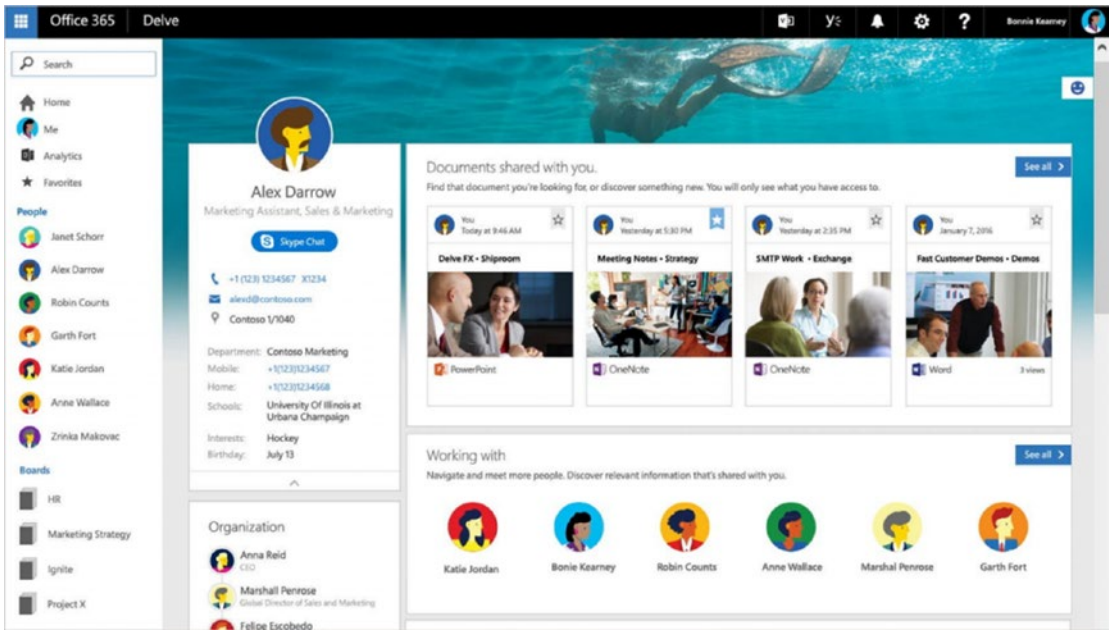 Office 365 Delve
Bonnie Kearney
Search
Home
Me
Analytics
Favorites
People
Janet Schorr
Alex Darrow
Robin Counts
Garth Fort
Katie Jordan
Anne Wallace
Zrinka Makovac
Boards
HR
Marketing Strategy
Ignite
Project X
Alex Darrow
Marketing Assistant, Sales & Marketing
Skype Chat
+1 (123) 1234567 X1234
alexd@contoso.com
Contoso 1/1040
Department: Contoso Marketing
Mobile: +1(123)1234567
Home: +1(123)1234568
Schools: University Of Illinois at
Urbana Champaign
Interests: Hockey
Birthday: July 13
Organization
Anna Reid
CEO
Marshall Penrose
Global Director of Sales and Marketing
Felipe Escobedo
Documents shared with you.
See all
Find that document you're looking for, or discover something new. You will only see what you have access to.
You
Today at 9:46 AM
Delve FX • Shiproom
PowerPoint
You
Yesterday at 5:30 PM
Meeting Notes • Strategy
OneNote
You
Yesterday at 2:35 PM
SMTP Work • Exchange
OneNote
You
January 7, 2016
Fast Customer Demos • Demos
Word 3 views
Working with
See all
Navigate and meet more people. Discover relevant information that's shared with you.
Katie Jordan
Bonie Kearney
Robin Counts
Anne Wallace
Marshal Penrose
Garth Fort